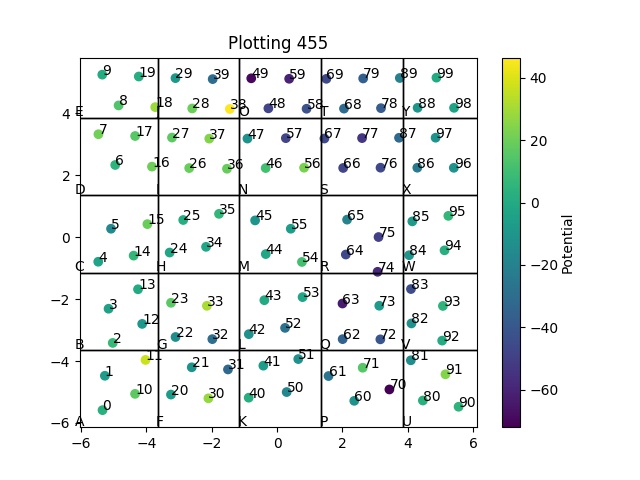 Plotting 455
9 19 29 39 49 59 69 79 89 99
8 18 28 38 48 58 68 78 88 98
4 E O T Y
40
7 17 27 37 47 57 67 77 87 97
6 16 26 36 46 56 66 76 86 96
2 D I N S X
20
5 15 25 35 45 55 65 75 85 95
0
4 14 24 34 44 54 64 74 84 94
C H M R W
0
3 13 23 33 43 53 63 73 83 93
−2
2 12 22 32 42 52 62 72 82 92
B G L Q V
−20
−4
1 11 21 31 41 51 61 71 81 91
0 10 20 30 40 50 60 70 80 90
−6 A F K P U
−40
−60
−6 −4 −2 0 2 4 6
Potential